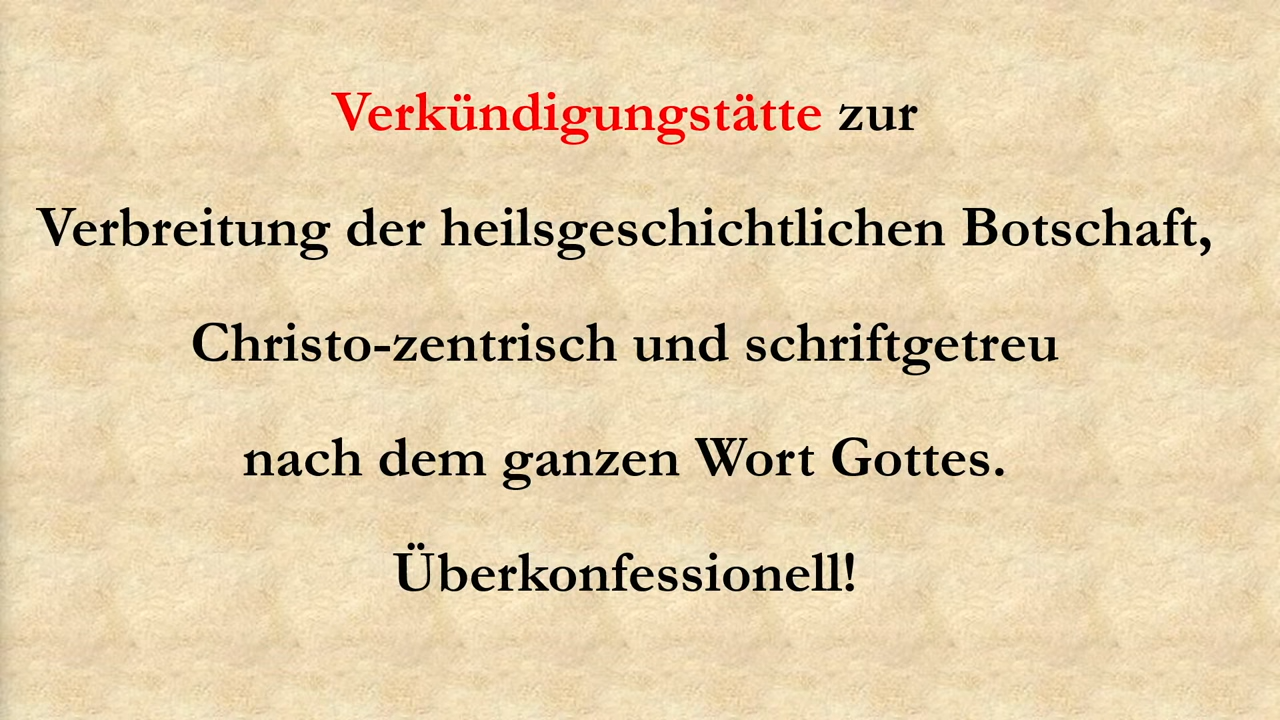 Verkündigungstätte zur
Verbreitung der heilsgeschichtlichen Botschaft,
Christo-zentrisch und schriftgetreu
nach dem ganzen Wort Gottes.
Überkonfessionell!